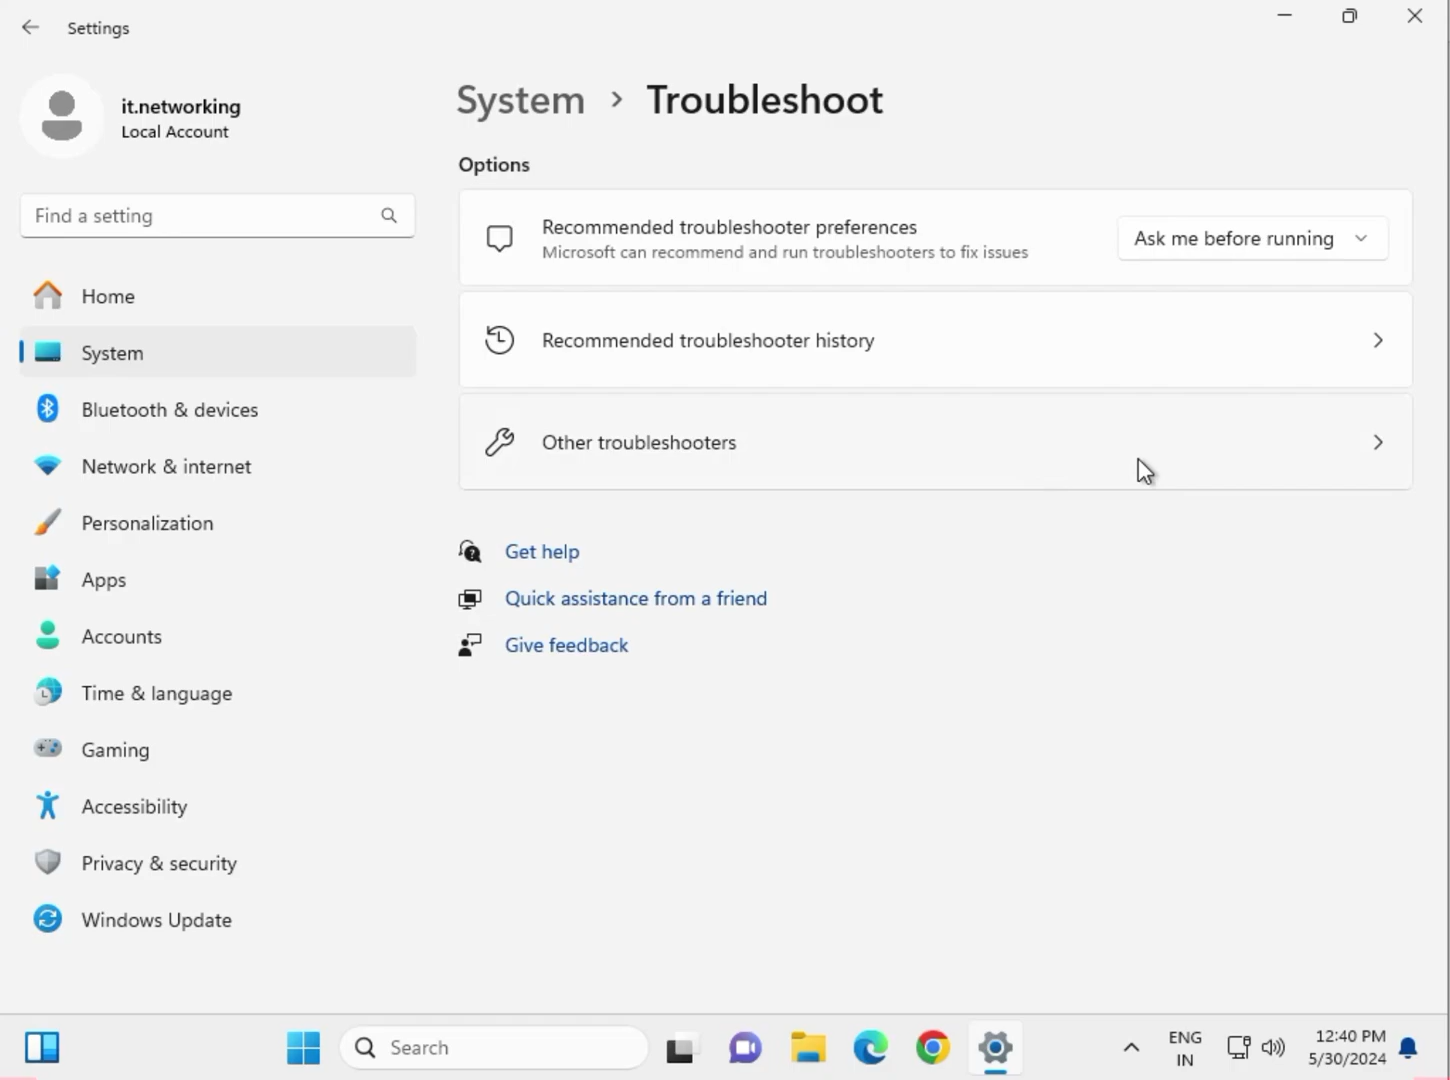 Settings
it.networking
Local Account
Find a setting
Home
System
Bluetooth & devices
Network & internet
Personalization
Apps
Accounts
Time & language
Gaming
Accessibility
Privacy & security
Windows Update
System > Troubleshoot
Options
Recommended troubleshooter preferences
Microsoft can recommend and run troubleshooters to fix issues
Ask me before running
Recommended troubleshooter history
Other troubleshooters
Get help
Quick assistance from a friend
Give feedback
Search
ENG
IN
12:40 PM
5/30/2024